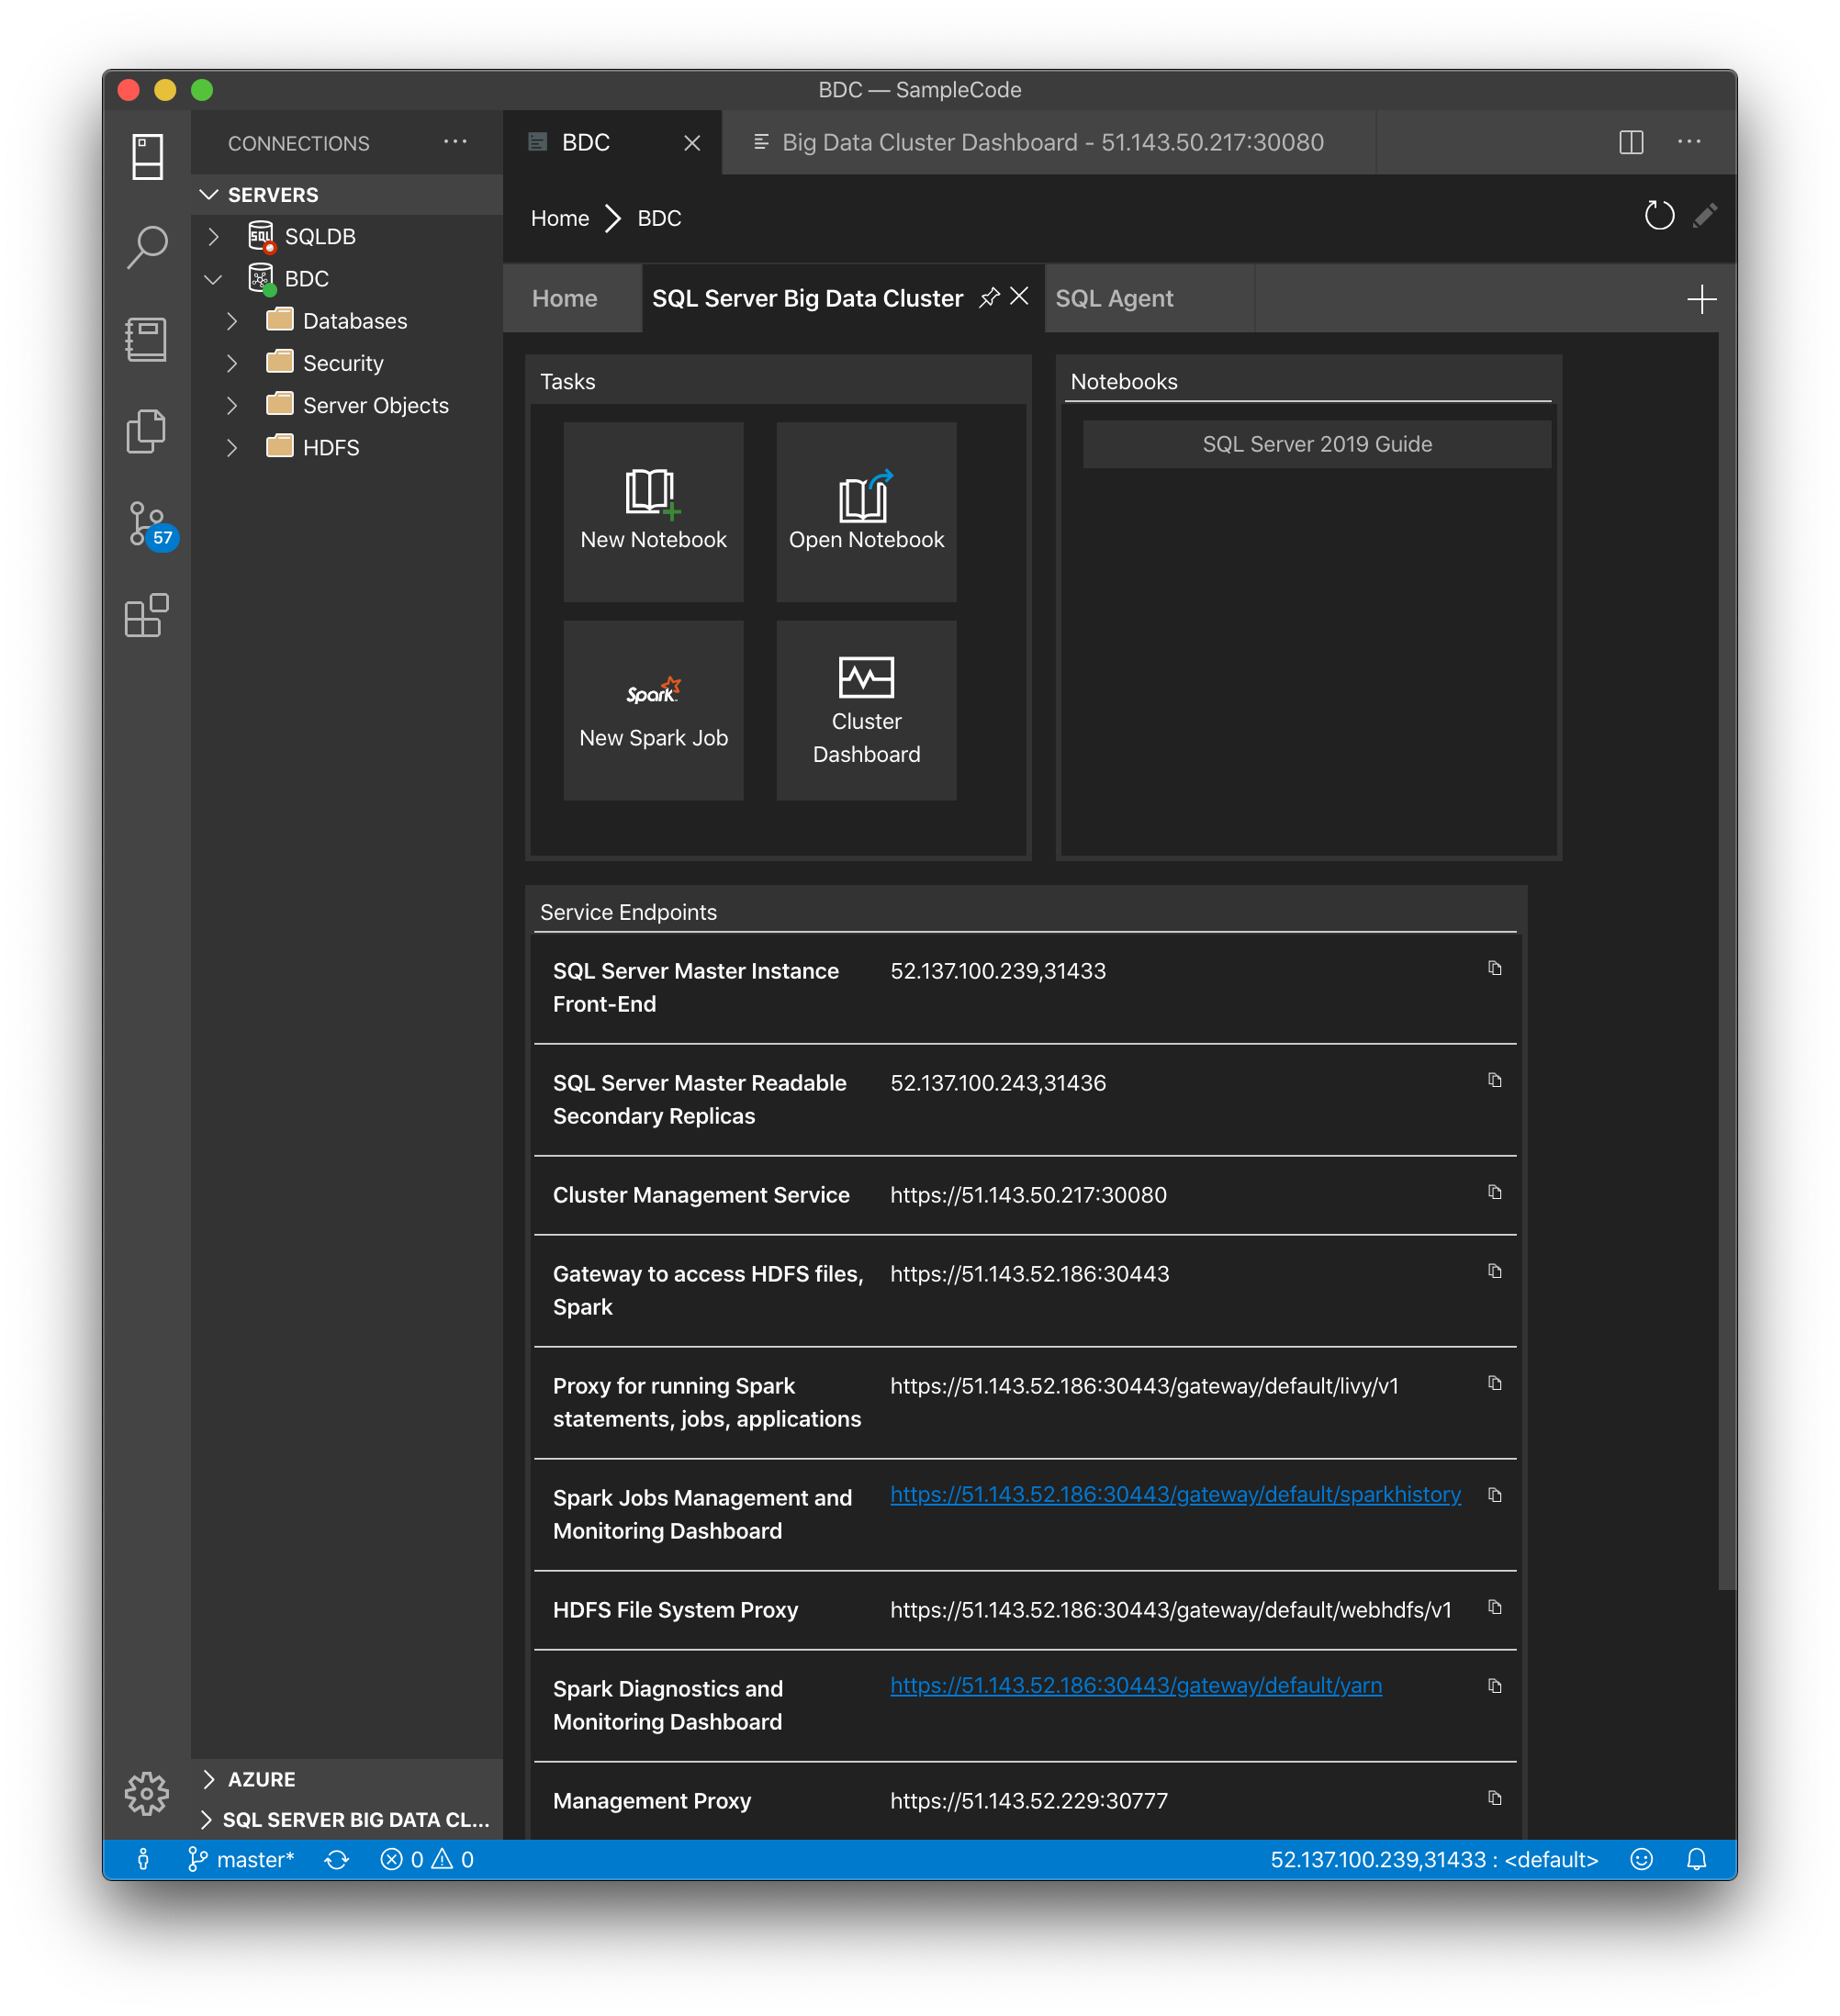 BDC — SampleCode
CONNECTIONS
SERVERS
SQLDB
BDC
Databases
Security
Server Objects
HDFS
57
AZURE
SQL SERVER BIG DATA CL...
BDC
Big Data Cluster Dashboard - 51.143.50.217:30080
Home
BDC
Home
SQL Server Big Data Cluster
SQL Agent
Tasks
New Notebook
Open Notebook
Spark
New Spark Job
Cluster
Dashboard
Notebooks
SQL Server 2019 Guide
Service Endpoints
SQL Server Master Instance
Front-End
52.137.100.239,31433
SQL Server Master Readable
Secondary Replicas
52.137.100.243,31436
Cluster Management Service
https://51.143.50.217:30080
Gateway to access HDFS files,
Spark
https://51.143.52.186:30443
Proxy for running Spark
statements, jobs, applications
https://51.143.52.186:30443/gateway/default/livy/v1
Spark Jobs Management and
Monitoring Dashboard
https://51.143.52.186:30443/gateway/default/sparkhistory
HDFS File System Proxy
https://51.143.52.186:30443/gateway/default/webhdfs/v1
Spark Diagnostics and
Monitoring Dashboard
https://51.143.52.186:30443/gateway/default/yarn
Management Proxy
https://51.143.52.229:30777
master*
0
0
52.137.100.239,31433 : <default>